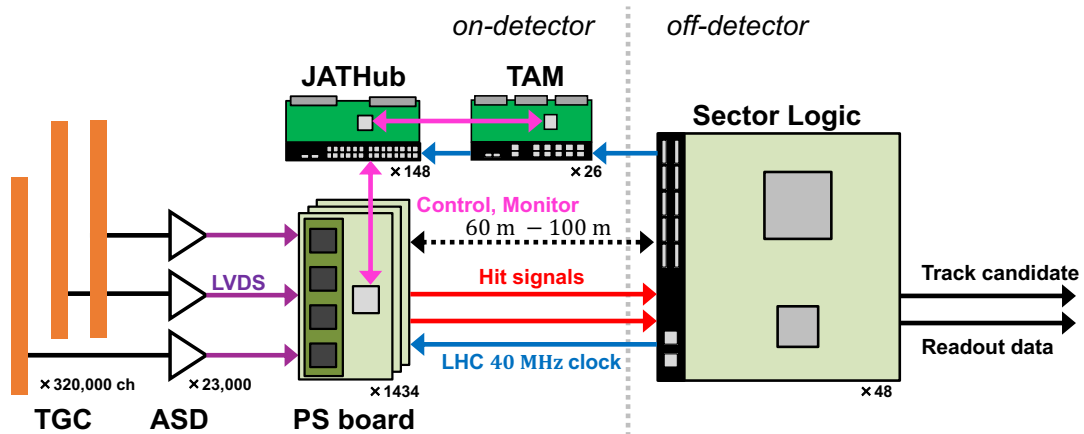 on-detector
off-detector
JATHub
TAM
Sector Logic
×148
×26
Control, Monitor
60 m − 100 m
LVDS
Hit signals
Track candidate
LHC 40 MHz clock
Readout data
×320,000 ch
×23,000
×1434
×48
TGC
ASD
PS board